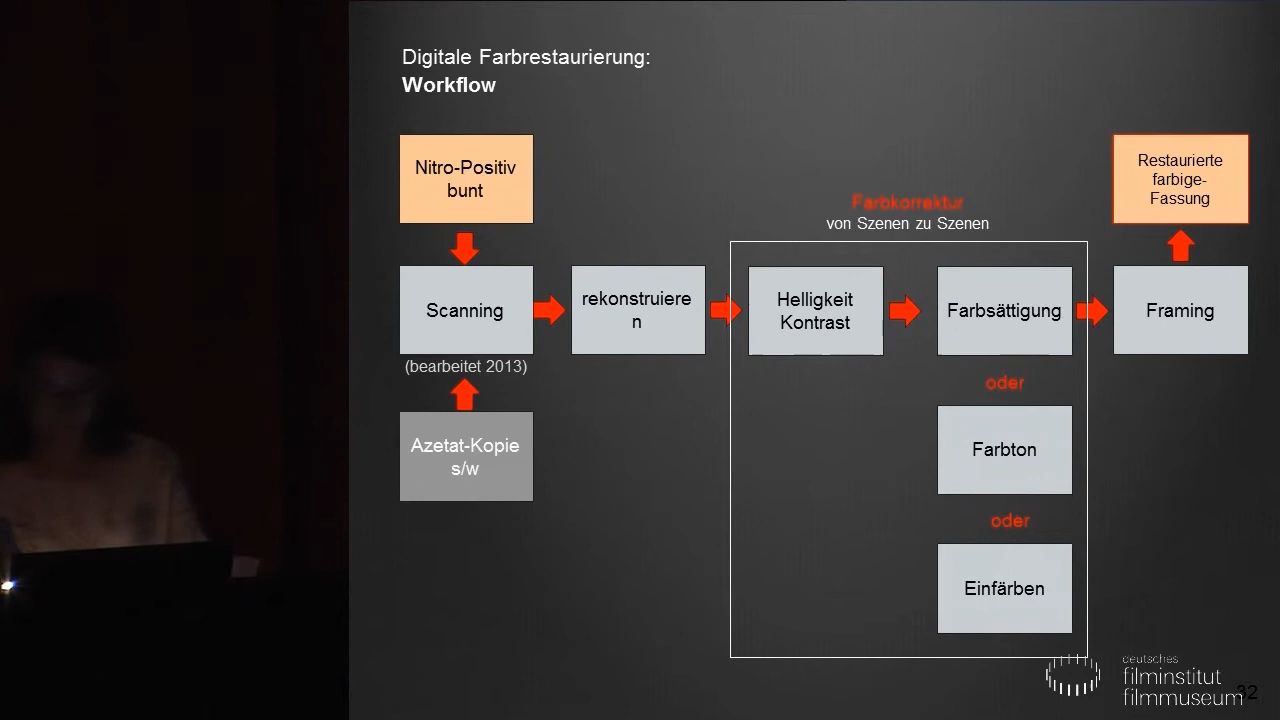 Digitale Farbrestaurierung:
Workflow
Nitro-Positiv
bunt
Restaurierte
farbige-
Fassung
Farbkorrektur
von Szenen zu Szenen
Scanning
rekonstruiere
n
Helligkeit
Kontrast
Farbsättigung
Framing
(bearbeitet 2013)
oder
Azetat-Kopie
s/w
Farbton
oder
Einfärben
deutsches
filminstitut
filmmuseum
32